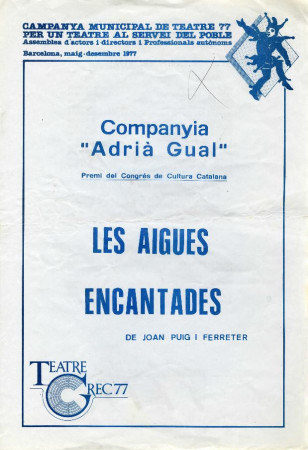 CAMPANYA MUNICIPAL DE TEATRE 77
PER UN TEATRE AL SERVEI DEL POBLE
Assemblea d'actors i directors i Professionals autònoms
Barcelona, maig-desembre 1977
Companyia
"Adrià Gual"
Premi del Congrés de Cultura Catalana
LES AIGUES
ENCANTADES
DE JOAN PUIG I FERRETER
TEATRE
GREC 77